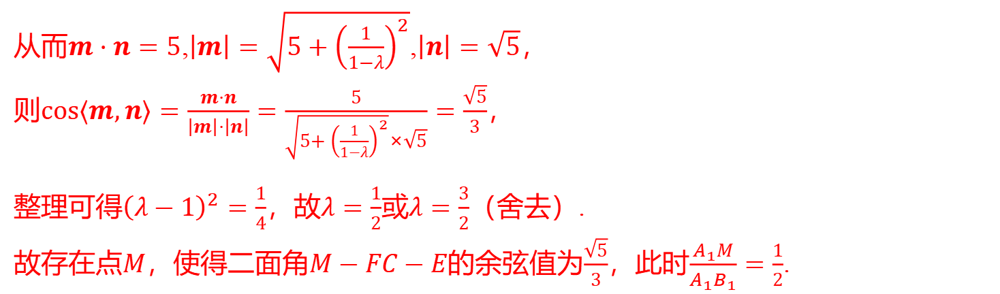 从而$\boldsymbol{m}\cdot\boldsymbol{n}=5,|\boldsymbol{m}|=\sqrt{5+\left(\frac{1}{1-\lambda}\right)^2},|\boldsymbol{n}|=\sqrt{5}$，
则$\cos\langle\boldsymbol{m},\boldsymbol{n}\rangle=\frac{\boldsymbol{m}\cdot\boldsymbol{n}}{|\boldsymbol{m}|\cdot|\boldsymbol{n}|}=\frac{5}{\sqrt{5+\left(\frac{1}{1-\lambda}\right)^2}\times\sqrt{5}}=\frac{\sqrt{5}}{3}$，
整理可得$(\lambda-1)^2=\frac{1}{4}$，故$\lambda=\frac{1}{2}$或$\lambda=\frac{3}{2}$（舍去）.
故存在点$M$，使得二面角$M-FC-E$的余弦值为$\frac{\sqrt{5}}{3}$，此时$\frac{A_1M}{A_1B_1}=\frac{1}{2}$.